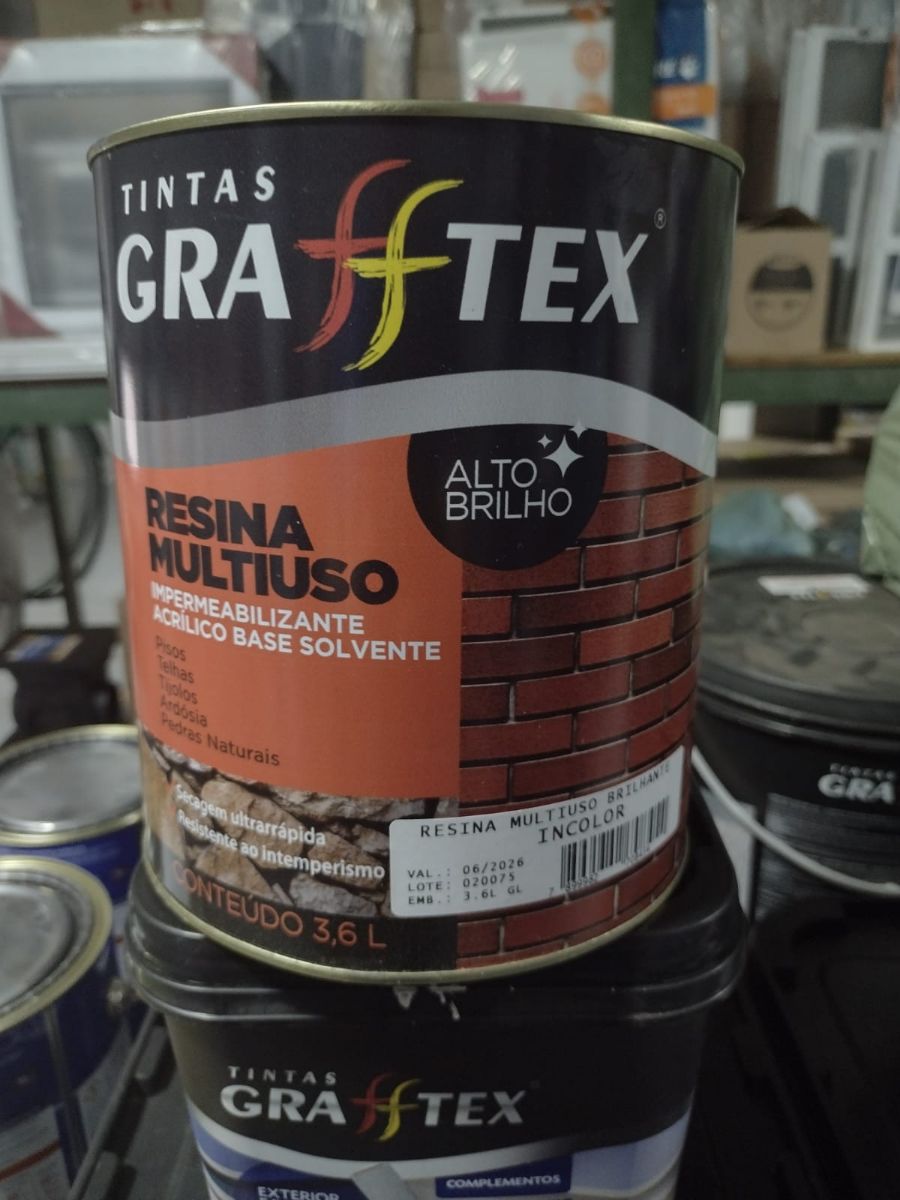 TINTAS
GRAFFTEX®
ALTO
BRILHO
RESINA
MULTIUSO
IMPERMEABILIZANTE
ACRÍLICO BASE SOLVENTE
Pisos
Telhas
Tijolos
Ardósia
Pedras Naturais
Secagem ultrarrápida
Resistente ao intemperismo
CONTEÚDO 3,6 L
RESINA MULTIUSO BRILHANTE
INCOLOR
VAL.: 06/2026
LOTE: 020075
EMB.: 3.6L GL
GRA
TINTAS
GRAFFTEX
EXTERIOR
COMPLEMENTOS